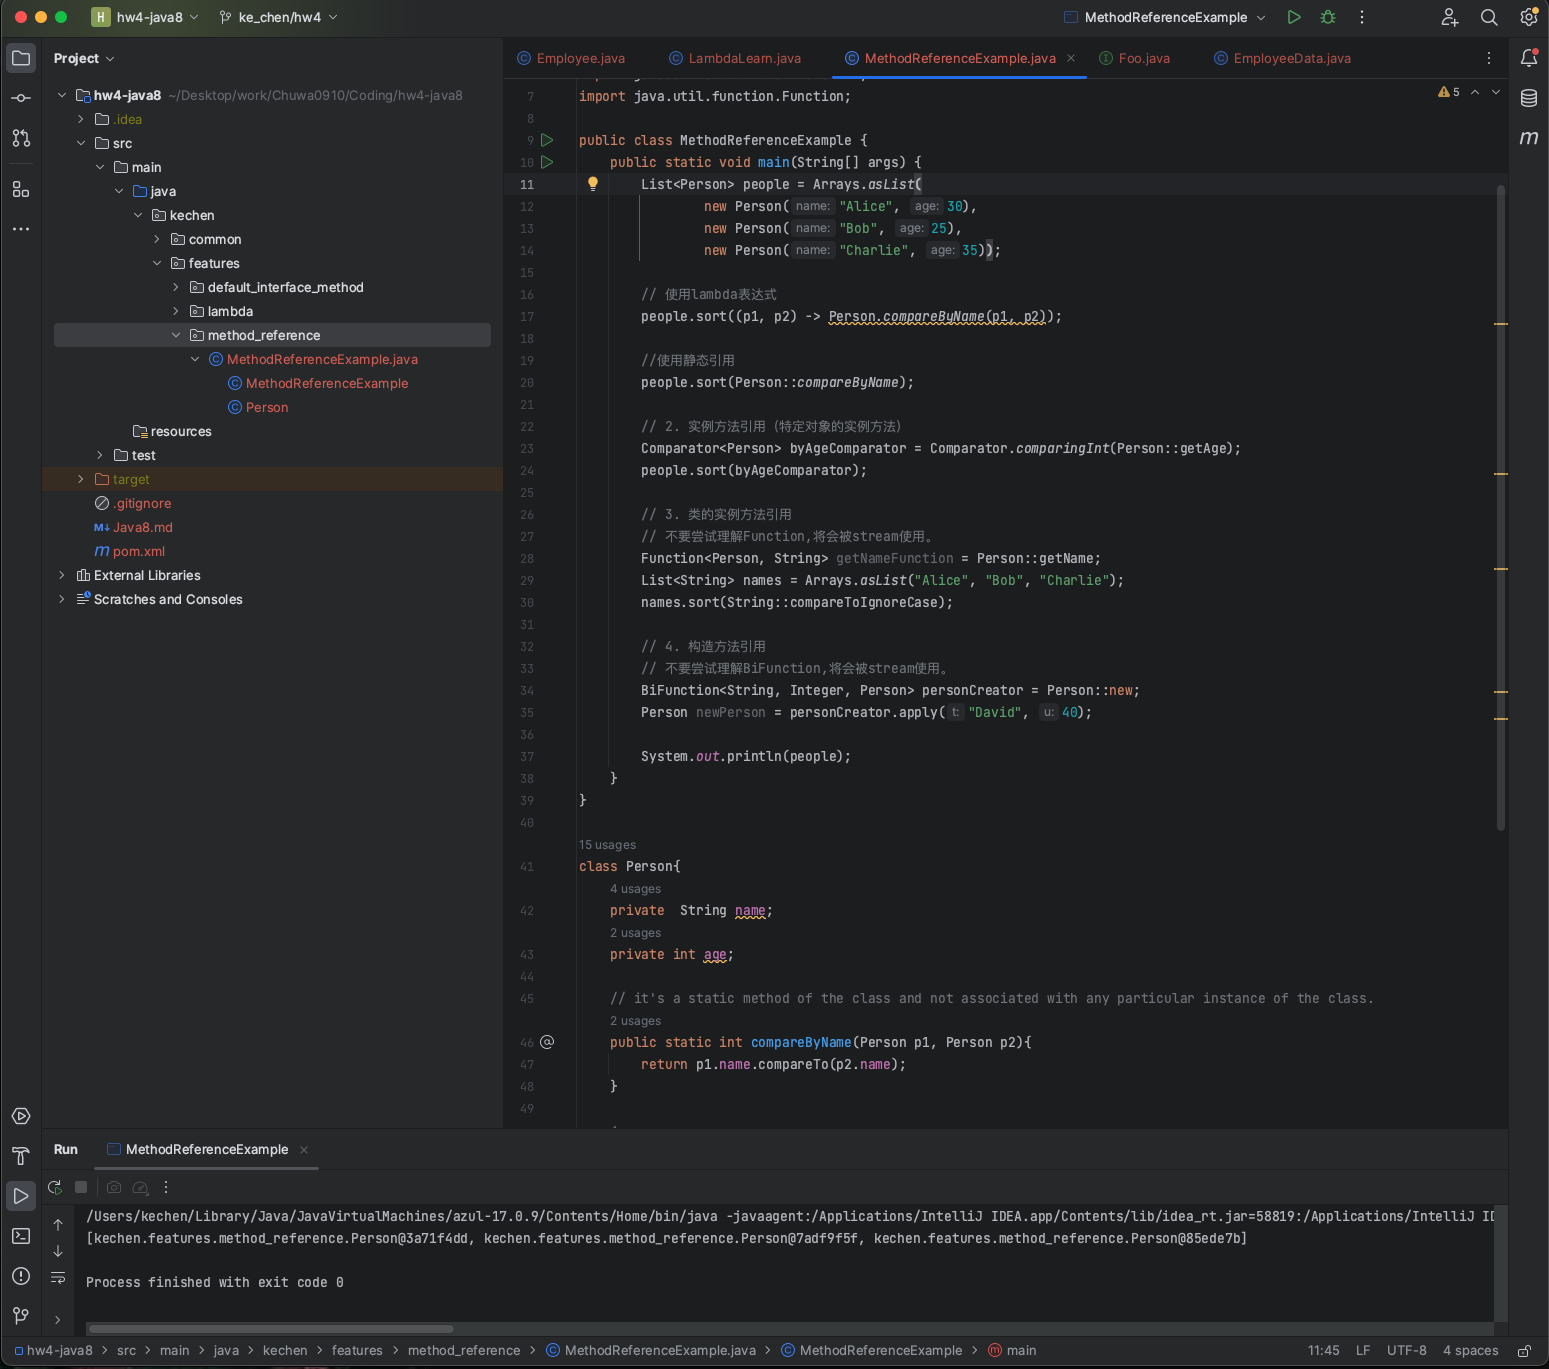 hw4-java8
ke_chen/hw4
MethodReferenceExample
Project
hw4-java8 ~/Desktop/work/Chuwa0910/Coding/hw4-java8
.idea
src
main
java
kechen
common
features
default_interface_method
lambda
method_reference
MethodReferenceExample.java
MethodReferenceExample
Person
resources
test
target
.gitignore
M↓ Java8.md
m pom.xml
External Libraries
Scratches and Consoles
Employee.java
LambdaLearn.java
MethodReferenceExample.java
Foo.java
EmployeeData.java
5
7 import java.util.function.Function;
8
9 public class MethodReferenceExample {
10 public static void main(String[] args) {
11 List<Person> people = Arrays.asList(
12 new Person( name: "Alice", age: 30),
13 new Person( name: "Bob", age: 25),
14 new Person( name: "Charlie", age: 35));
15
16 // 使用lambda表达式
17 people.sort((p1, p2) -> Person.compareByName(p1, p2));
18
19 //使用静态引用
20 people.sort(Person::compareByName);
21
22 // 2. 实例方法引用（特定对象的实例方法）
23 Comparator<Person> byAgeComparator = Comparator.comparingInt(Person::getAge);
24 people.sort(byAgeComparator);
25
26 // 3. 类的实例方法引用
27 // 不要尝试理解Function,将会被stream使用。
28 Function<Person, String> getNameFunction = Person::getName;
29 List<String> names = Arrays.asList("Alice", "Bob", "Charlie");
30 names.sort(String::compareToIgnoreCase);
31
32 // 4. 构造方法引用
33 // 不要尝试理解BiFunction,将会被stream使用。
34 BiFunction<String, Integer, Person> personCreator = Person::new;
35 Person newPerson = personCreator.apply( t: "David", u: 40);
36
37 System.out.println(people);
38 }
39 }
40
15 usages
41 class Person{
4 usages
42 private  String name;
2 usages
43 private int age;
44
45 // it's a static method of the class and not associated with any particular instance of the class.
2 usages
46 public static int compareByName(Person p1, Person p2){
47 return p1.name.compareTo(p2.name);
48 }
49
Run
MethodReferenceExample
/Users/kechen/Library/Java/JavaVirtualMachines/azul-17.0.9/Contents/Home/bin/java -javaagent:/Applications/IntelliJ IDEA.app/Contents/lib/idea_rt.jar=58819:/Applications/IntelliJ ID
[kechen.features.method_reference.Person@3a71f4dd, kechen.features.method_reference.Person@7adf9f5f, kechen.features.method_reference.Person@85ede7b]
Process finished with exit code 0
hw4-java8 > src > main > java > kechen > features > method_reference > MethodReferenceExample.java > MethodReferenceExample > main
11:45 LF UTF-8 4 spaces